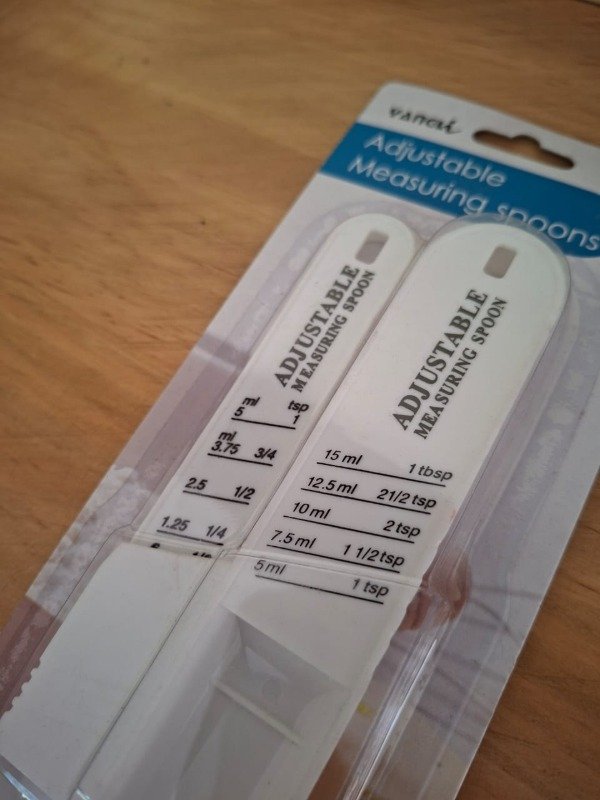 Adjustable
Measuring spoons
ADJUSTABLE
MEASURING SPOON
ml tsp
5 1
ml
3.75 3/4
2.5 1/2
1.25 1/4
ADJUSTABLE
MEASURING SPOON
15 ml 1 tbsp
12.5 ml 21/2 tsp
10 ml 2 tsp
7.5 ml 1 1/2 tsp
5 ml 1 tsp